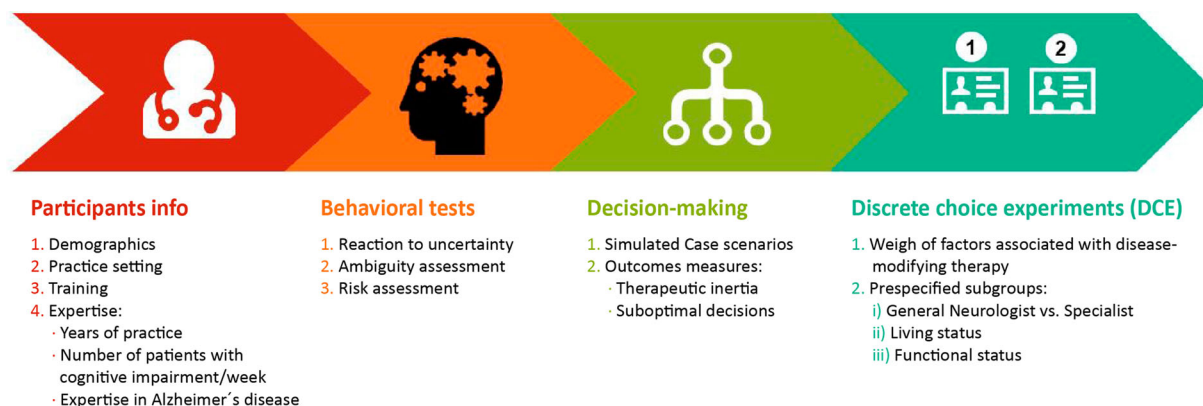 1
2
Participants info
1. Demographics
2. Practice setting
3. Training
4. Expertise:
· Years of practice
· Number of patients with
cognitive impairment/week
· Expertise in Alzheimer´s disease
Behavioral tests
1. Reaction to uncertainty
2. Ambiguity assessment
3. Risk assessment
Decision-making
1. Simulated Case scenarios
2. Outcomes measures:
· Therapeutic inertia
· Suboptimal decisions
Discrete choice experiments (DCE)
1. Weigh of factors associated with disease-
modifying therapy
2. Prespecified subgroups:
i) General Neurologist vs. Specialist
ii) Living status
iii) Functional status